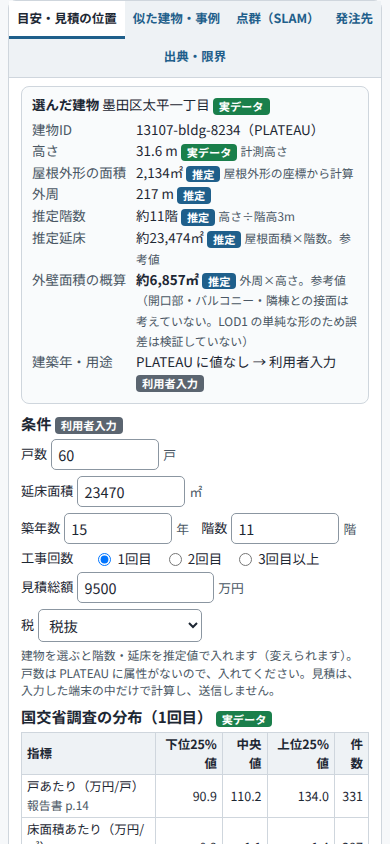 目安・見積の位置 似た建物・事例 点群（SLAM） 発注先
出典・限界
選んだ建物 墨田区太平一丁目 実データ
建物ID 13107-bldg-8234（PLATEAU）
高さ 31.6 m 実データ 計測高さ
屋根外形の面積 2,134㎡ 推定 屋根外形の座標から計算
外周 217 m 推定
推定階数 約11階 推定 高さ÷階高3m
推定延床 約23,474㎡ 推定 屋根面積×階数。参
考値
外壁面積の概算 約6,857㎡ 推定 外周×高さ。参考値
（開口部・バルコニー・隣棟との接面は
考えていない。LOD1 の単純な形のため誤
差は検証していない）
建築年・用途 PLATEAU に値なし → 利用者入力
利用者入力
条件 利用者入力
戸数 60 戸
延床面積 23470 ㎡
築年数 15 年 階数 11 階
工事回数 1回目 2回目 3回目以上
見積総額 9500 万円
税 税抜
建物を選ぶと階数・延床を推定値で入れます（変えられます）。
戸数は PLATEAU に属性がないので、入れてください。見積は、
入力した端末の中だけで計算し、送信しません。
国交省調査の分布（1回目） 実データ
指標 下位25%値 中央値 上位25%値 件数
戸あたり（万円/戸） 90.9 110.2 134.0 331
報告書 p.14
床面積あたり（万円/